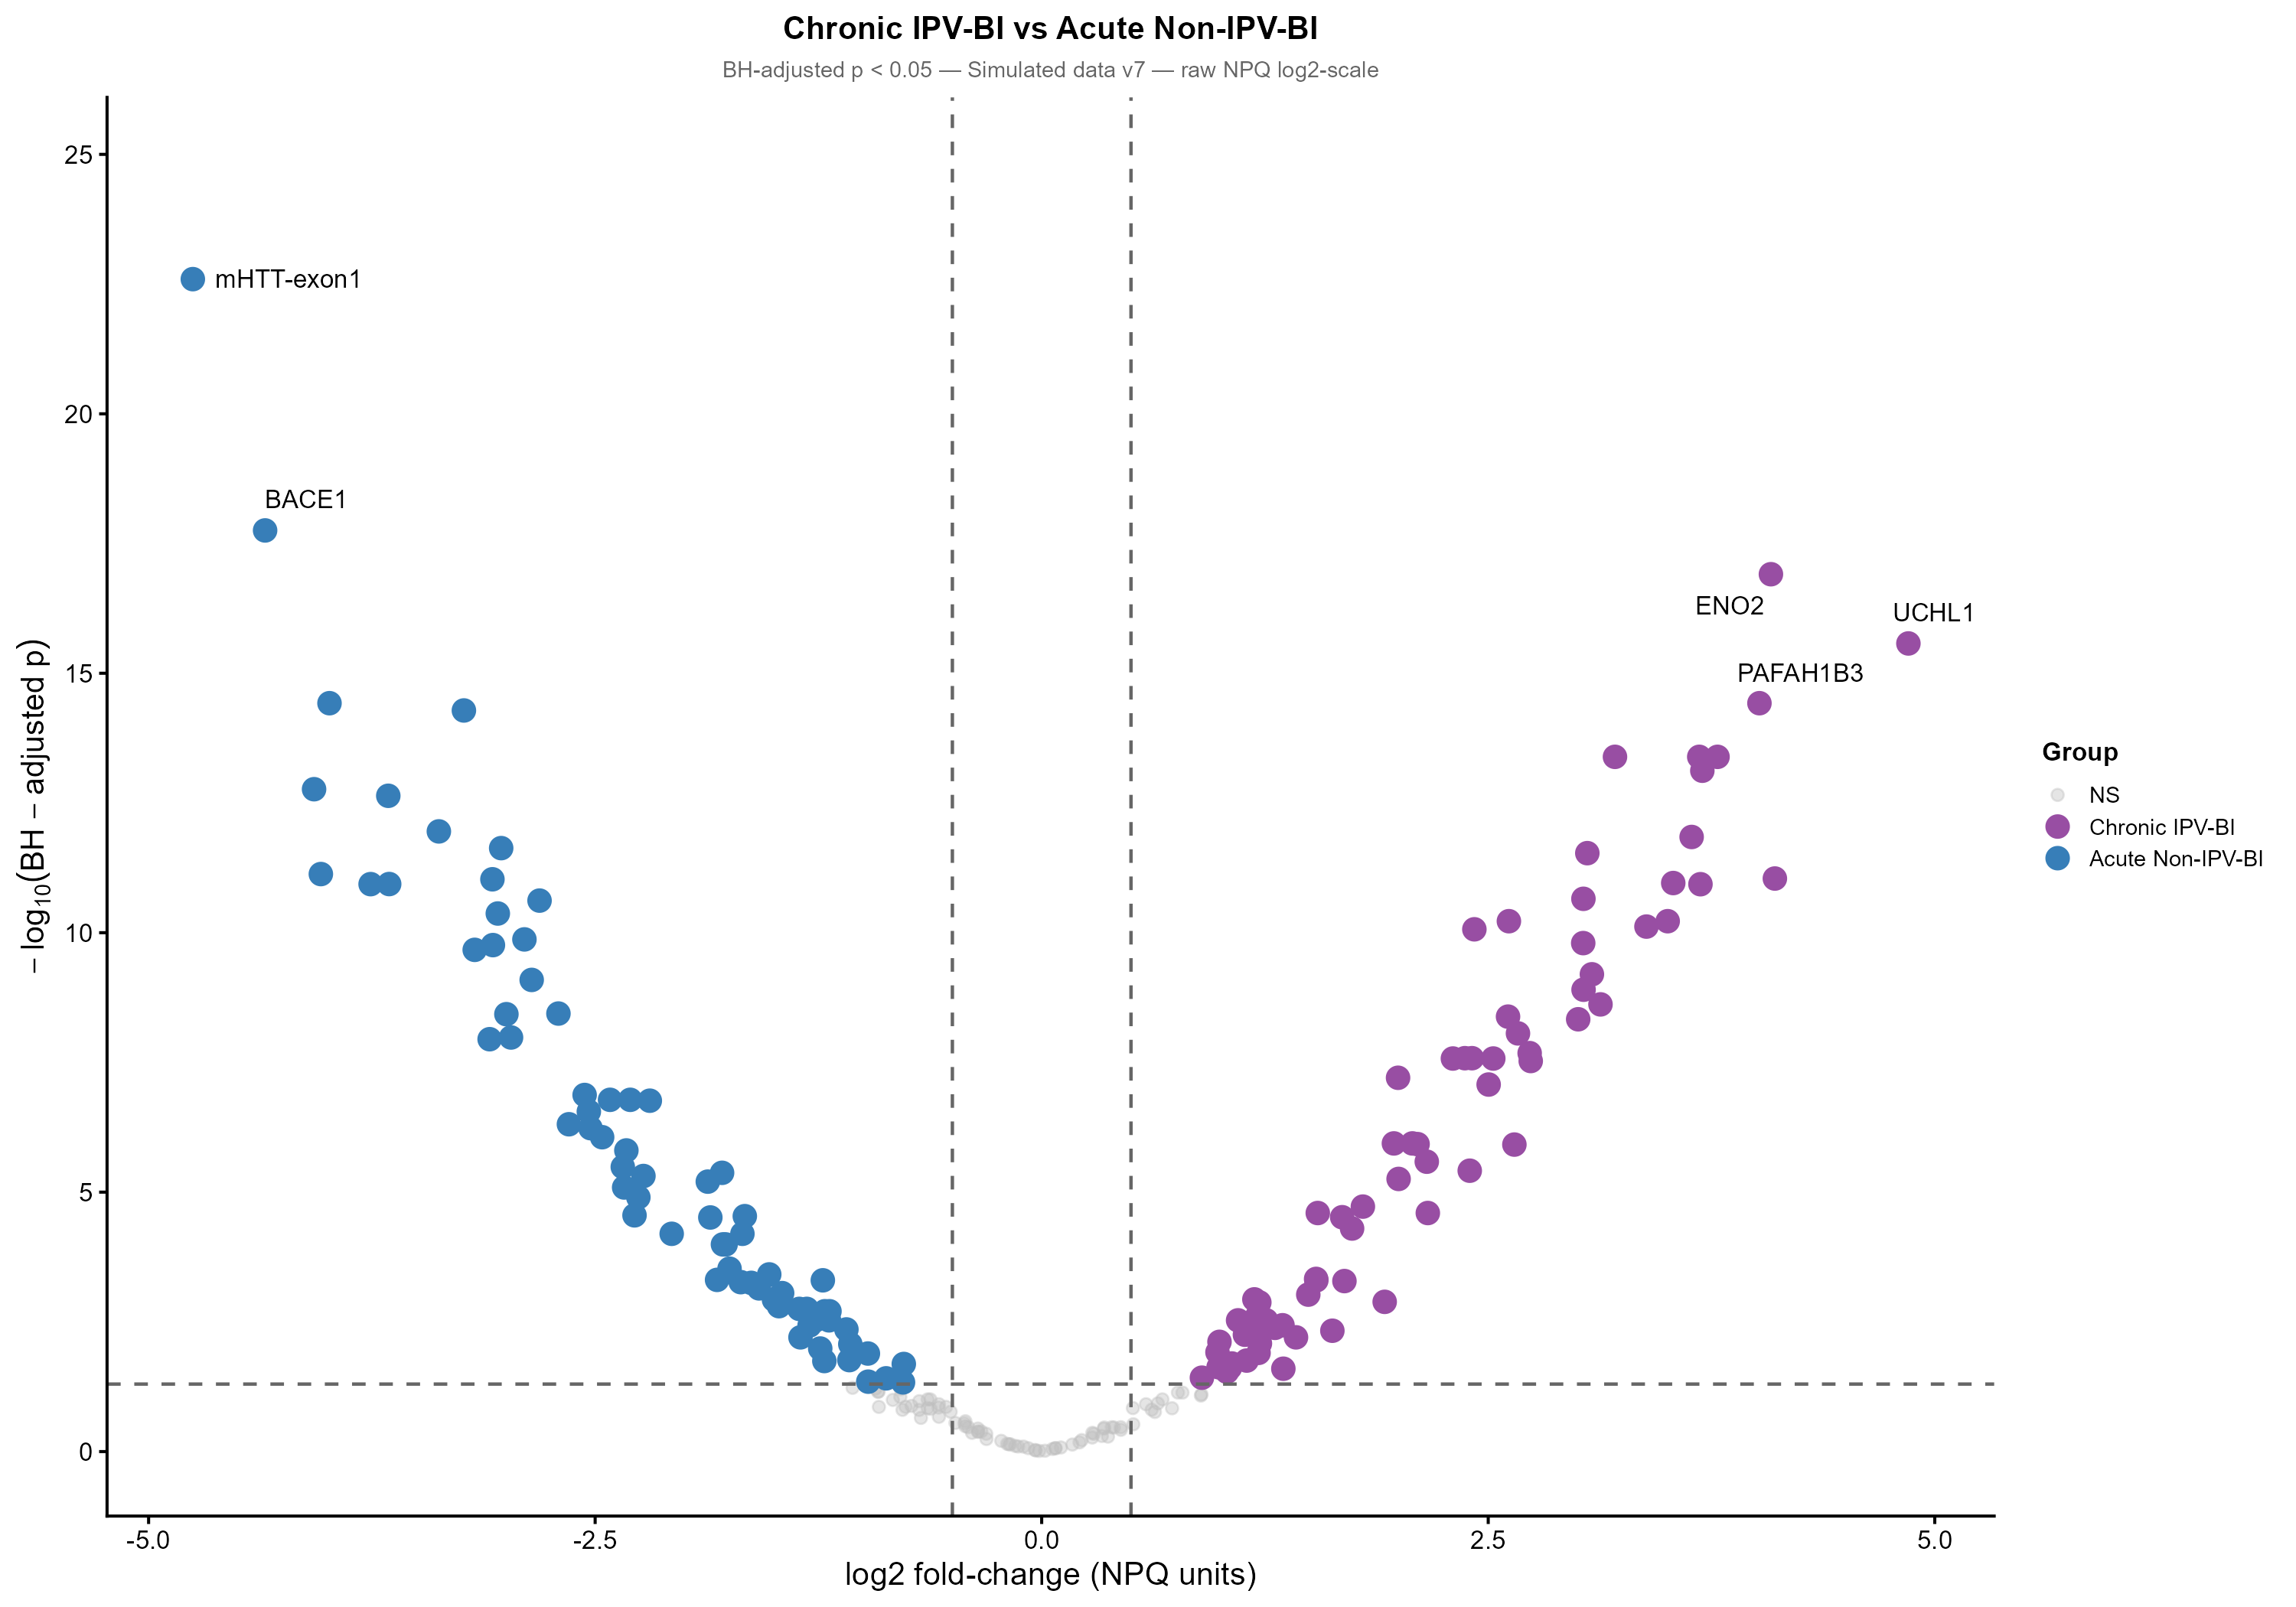 Chronic IPV-BI vs Acute Non-IPV-BI
BH-adjusted p < 0.05 — Simulated data v7 — raw NPQ log2-scale
− log10(BH − adjusted p)
25
20
15
10
5
0
mHTT-exon1
BACE1
ENO2
UCHL1
PAFAH1B3
-5.0
-2.5
0.0
2.5
5.0
log2 fold-change (NPQ units)
Group
NS
Chronic IPV-BI
Acute Non-IPV-BI